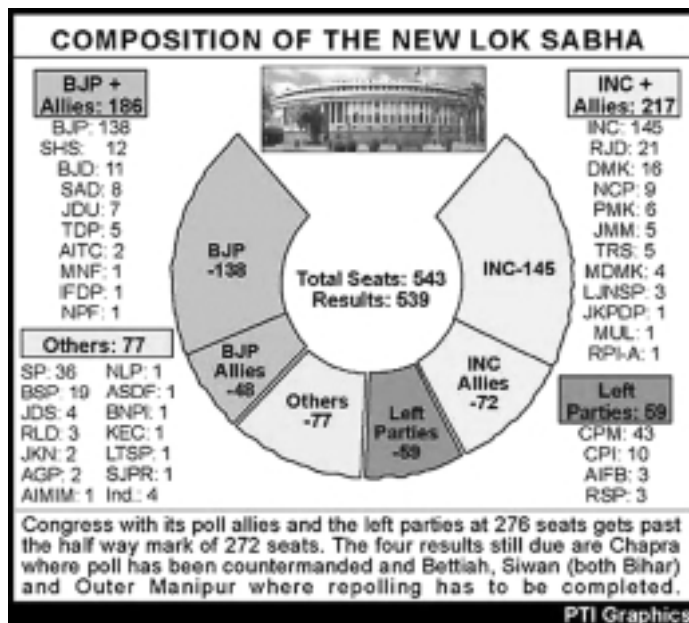 COMPOSITION OF THE NEW LOK SABHA
BJP +
Allies: 186
BJP: 138
SHS: 12
BJD: 11
SAD: 8
JDU: 7
TDP: 5
AITC: 2
MNF: 1
IFDP: 1
NPF: 1
Others: 77
SP: 36 NLP: 1
BSP: 19 ASDF: 1
JDS: 4 BNPI: 1
RLD: 3 KEC: 1
JKN: 2 LTSP: 1
AGP: 2 SJPR: 1
AIMIM: 1 Ind.: 4
BJP
-138
BJP
Allies
-48
Others
-77
Left
Parties
-59
INC
Allies
-72
INC-145
Total Seats: 543
Results: 539
INC +
Allies: 217
INC: 145
RJD: 21
DMK: 16
NCP: 9
PMK: 6
JMM: 5
TRS: 5
MDMK: 4
LJNSP: 3
JKPDP: 1
MUL: 1
RPI-A: 1
Left
Parties: 59
CPM: 43
CPI: 10
AIFB: 3
RSP: 3
Congress with its poll allies and the left parties at 276 seats gets past
the half way mark of 272 seats. The four results still due are Chapra
where poll has been countermanded and Bettiah, Siwan (both Bihar)
and Outer Manipur where repolling has to be completed.
PTI Graphics